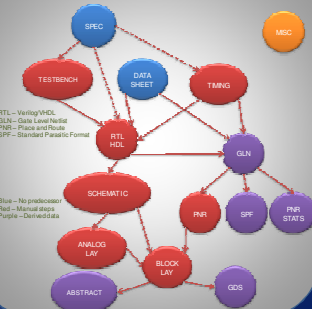 SPEC
MISC
TESTBENCH
DATA
SHEET
TIMING
RTL – Verilog/VHDL
GLN – Gate Level Netlist
PNR – Place and Route
SPF – Standard Parasitic Format
RTL
HDL
GLN
SCHEMATIC
Blue – No predecessor
Red – Manual steps
Purple – Derived data
PNR
SPF
PNR
STATS
ANALOG
LAY
BLOCK
LAY
ABSTRACT
GDS